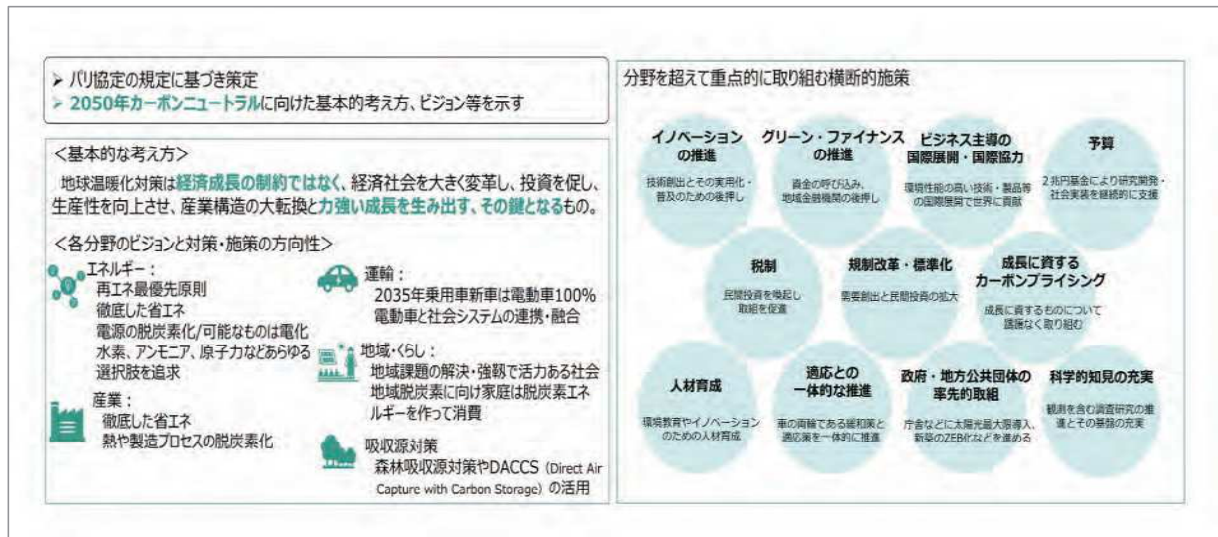 ➤ パリ協定の規定に基づき策定
➤ 2050年カーボンニュートラルに向けた基本的考え方、ビジョン等を示す
＜基本的な考え方＞
地球温暖化対策は経済成長の制約ではなく、経済社会を大きく変革し、投資を促し、
生産性を向上させ、産業構造の大転換と力強い成長を生み出す、その鍵となるもの。
＜各分野のビジョンと対策・施策の方向性＞
エネルギー：
再エネ最優先原則
徹底した省エネ
電源の脱炭素化/可能なものは電化
水素、アンモニア、原子力などあらゆる
選択肢を追求
産業：
徹底した省エネ
熱や製造プロセスの脱炭素化
運輸：
2035年乗用車新車は電動車100%
電動車と社会システムの連携・融合
地域・くらし：
地域課題の解決・強靱で活力ある社会
地域脱炭素に向け家庭は脱炭素エネ
ルギーを作って消費
吸収源対策
森林吸収源対策やDACCS（Direct Air
Capture with Carbon Storage）の活用
分野を超えて重点的に取り組む横断的施策
イノベーション
の推進
技術創出とその実用化・
普及のための後押し
グリーン・ファイナンス
の推進
資金の呼び込み、
地域金融機関の後押し
ビジネス主導の
国際展開・国際協力
環境性能の高い技術・製品等
の国際展開で世界に貢献
予算
２兆円基金により研究開発・
社会実装を継続的に支援
税制
民間投資を喚起し
取組を促進
規制改革・標準化
需要創出と民間投資の拡大
成長に資する
カーボンプライシング
成長に資するものについて
躊躇なく取り組む
人材育成
環境教育やイノベーション
のための人材育成
適応との
一体的な推進
車の両輪である緩和策と
適応策を一体的に推進
政府・地方公共団体の
率先的取組
庁舎などに太陽光最大限導入、
新築のZEB化などを進める
科学的知見の充実
観測を含む調査研究の推
進とその基盤の充実